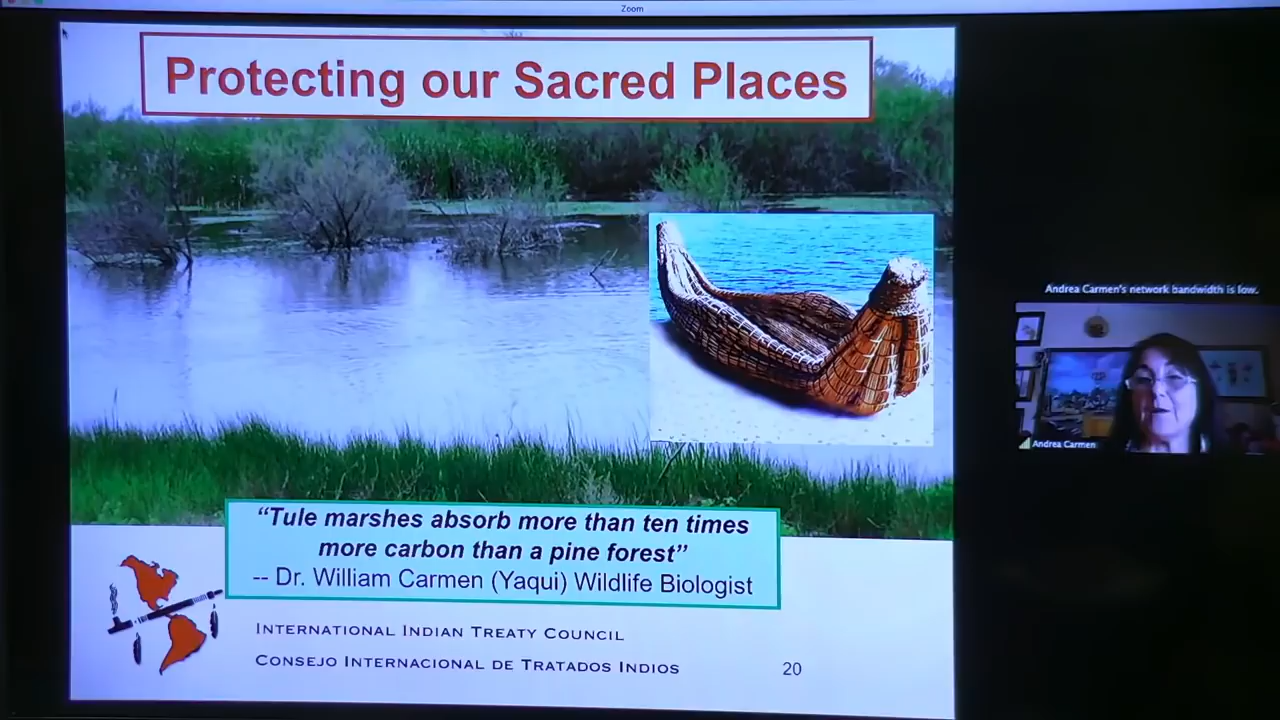 Zoom
Protecting our Sacred Places
Andrea Carmen's network bandwidth is low.
Andrea Carmen
“Tule marshes absorb more than ten times
more carbon than a pine forest”
-- Dr. William Carmen (Yaqui) Wildlife Biologist
INTERNATIONAL INDIAN TREATY COUNCIL
CONSEJO INTERNACIONAL DE TRATADOS INDIOS
20